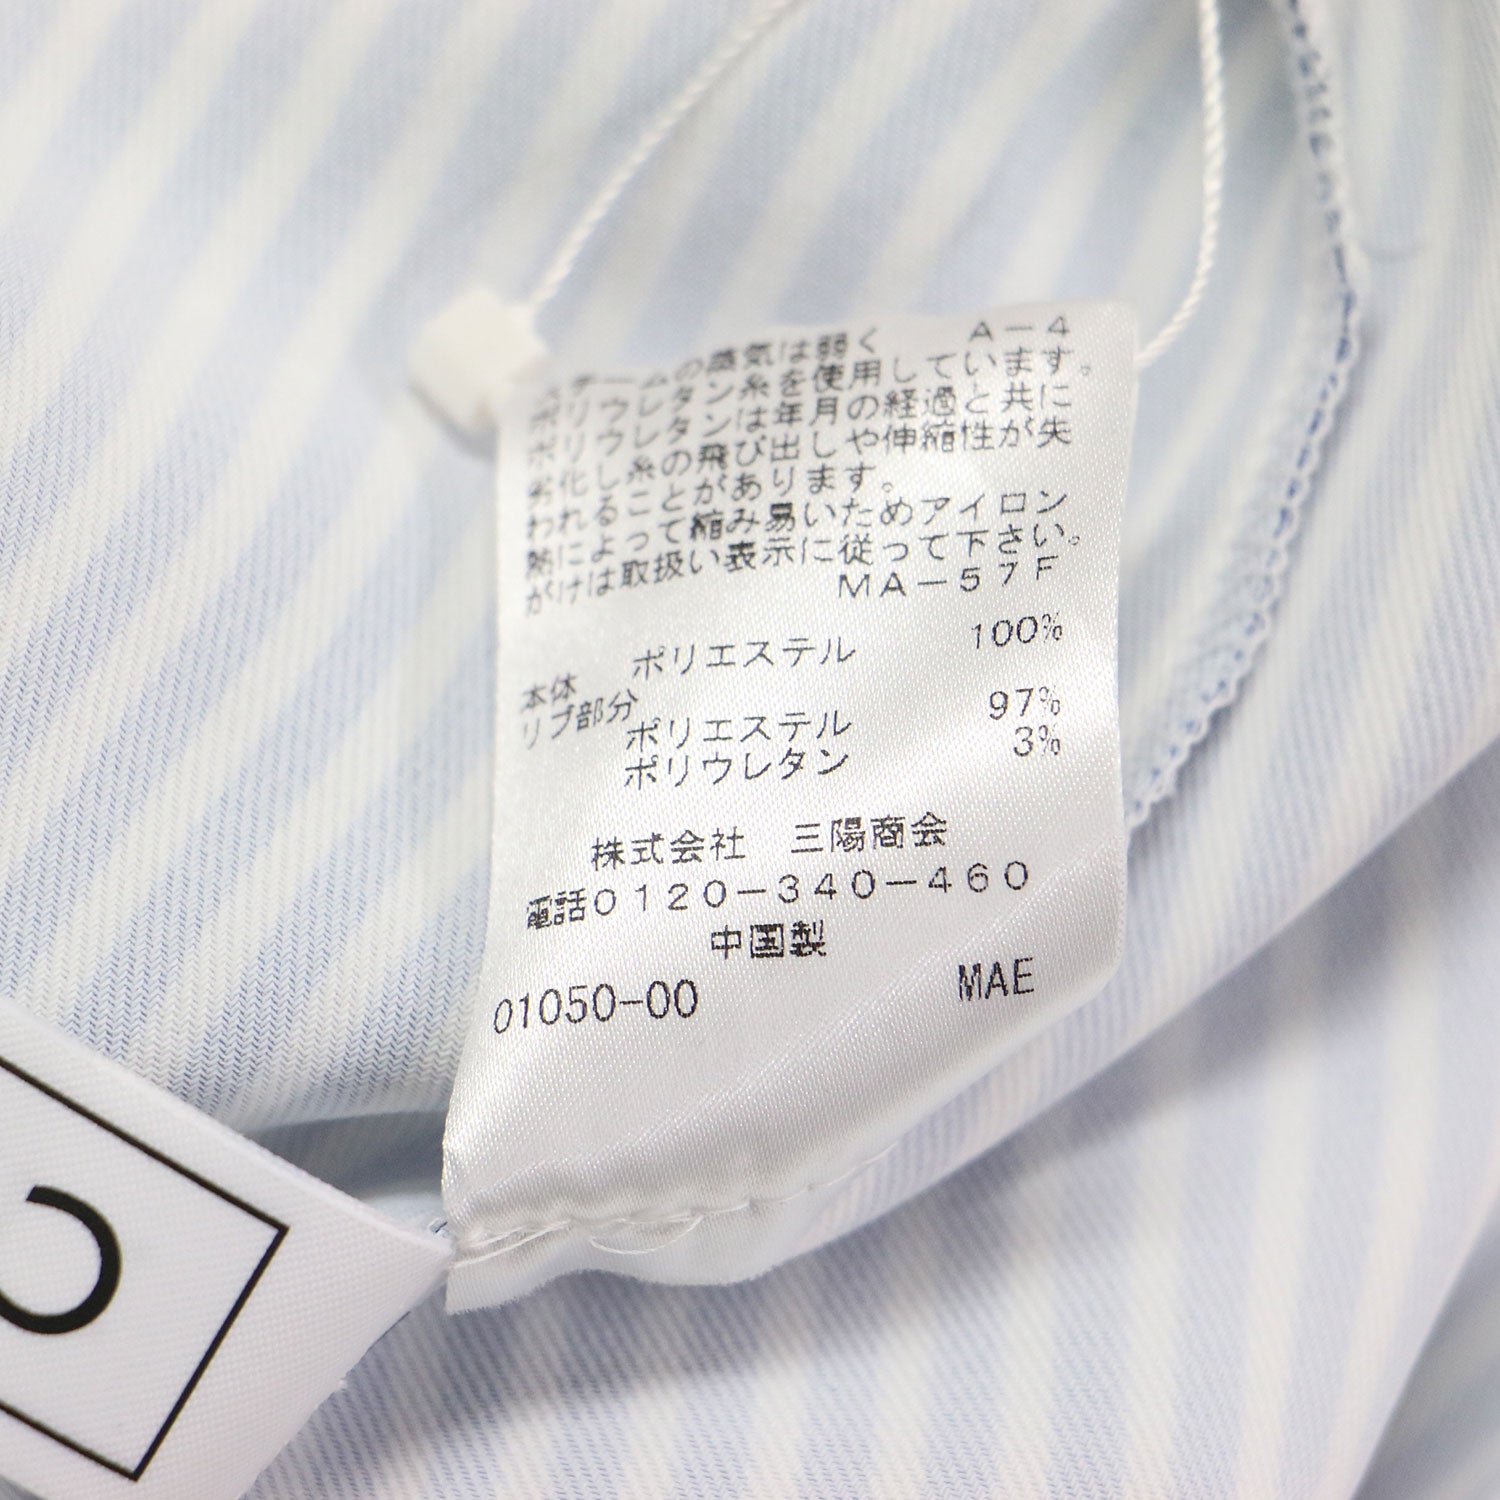 A－4
スチームの蒸気は弱く
ポリウレタン糸を使用しています。
ポリウレタンは年月の経過と共に
劣化し糸の飛び出しや伸縮性が失
われることがあります。
熱によって縮み易いためアイロン
がけは取扱い表示に従って下さい。
MA－57F
ポリエステル 100%
本体
リブ部分
ポリエステル 97%
ポリウレタン 3%
株式会社 三陽商会
電話0120－340－460
中国製
01050-00 MAE